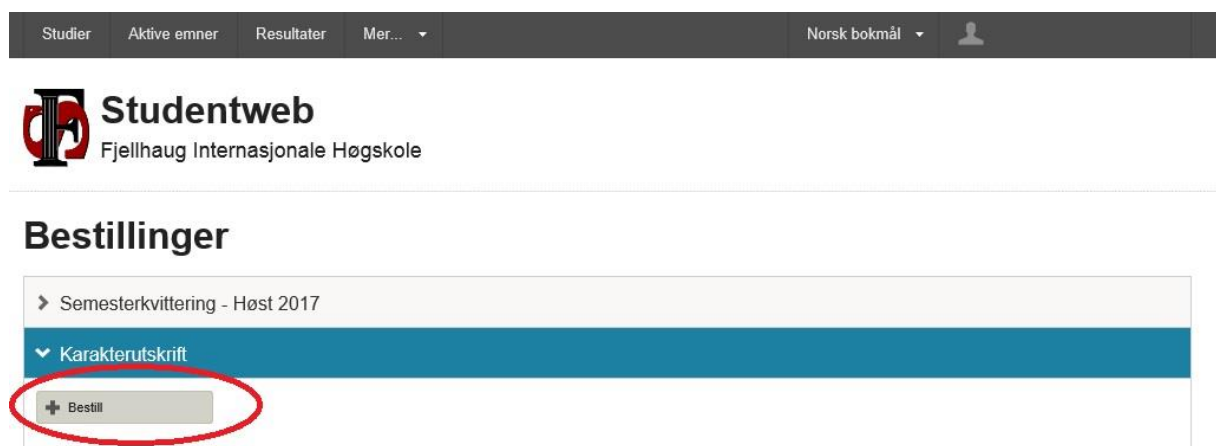 Studier Aktive emner Resultater Mer... Norsk bokmål
Studentweb
Fjellhaug Internasjonale Høgskole
Bestillinger
Semesterkvittering - Høst 2017
Karakterutskrift
Bestill